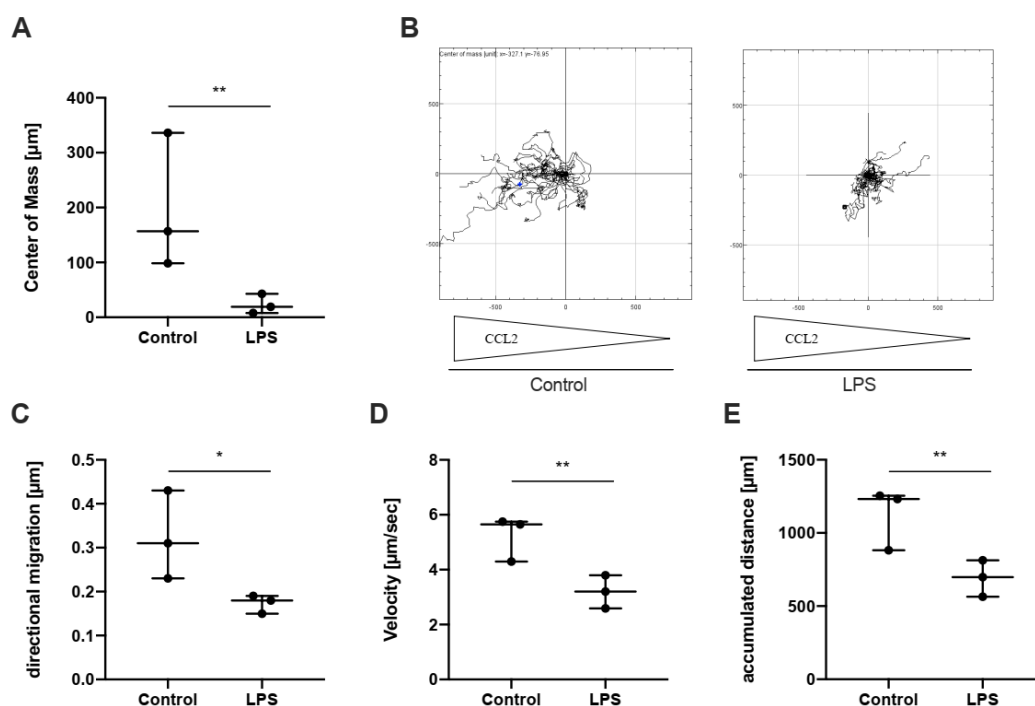 A
B
Center of Mass [µm]
400
300
200
100
0
**
Control
LPS
Center of mass [unit]: x=-327.1 y=-76.95
500
0
-500
-500
0
500
CCL2
Control
500
0
-500
-500
0
500
CCL2
LPS
C
D
E
directional migration [µm]
0.5
0.4
0.3
0.2
0.1
0.0
*
Control
LPS
Velocity [µm/sec]
8
6
4
2
0
**
Control
LPS
accumulated distance [µm]
1500
1000
500
0
**
Control
LPS